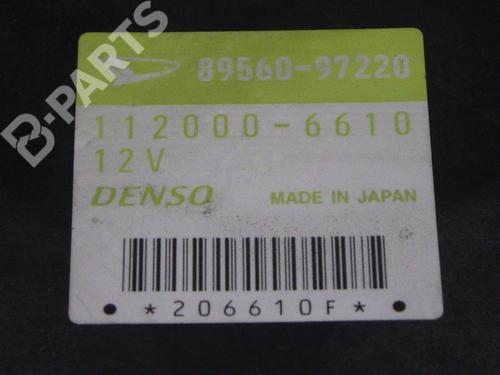 B-PARTS
89560-97220
112000-6610
12V
DENSO MADE IN JAPAN
*206610F*